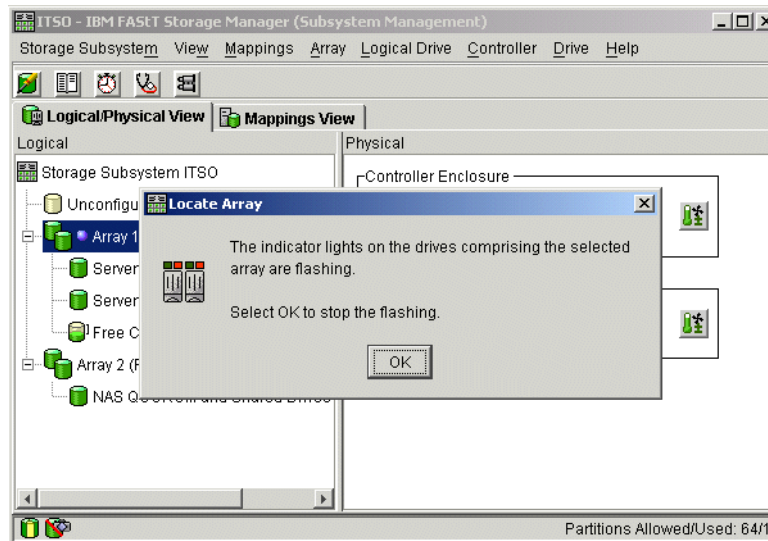 ITSO - IBM FAStT Storage Manager (Subsystem Management)
Storage Subsystem View Mappings Array Logical Drive Controller Drive Help
Logical/Physical View Mappings View
Logical Physical
Storage Subsystem ITSO
Controller Enclosure
Unconfigu
Locate Array
Array 1
The indicator lights on the drives comprising the selected
array are flashing.
Server
Server
Select OK to stop the flashing.
Free C
OK
Array 2 (F
NAS
Partitions Allowed/Used: 64/1